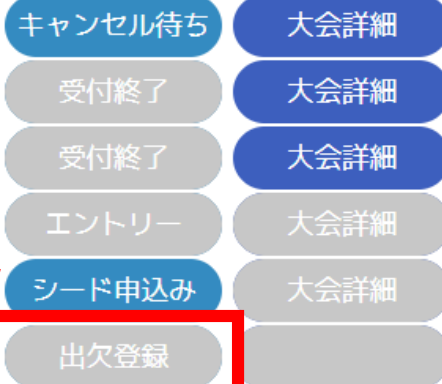 キャンセル待ち 大会詳細
受付終了 大会詳細
受付終了 大会詳細
エントリー 大会詳細
シード申込み 大会詳細
出欠登録